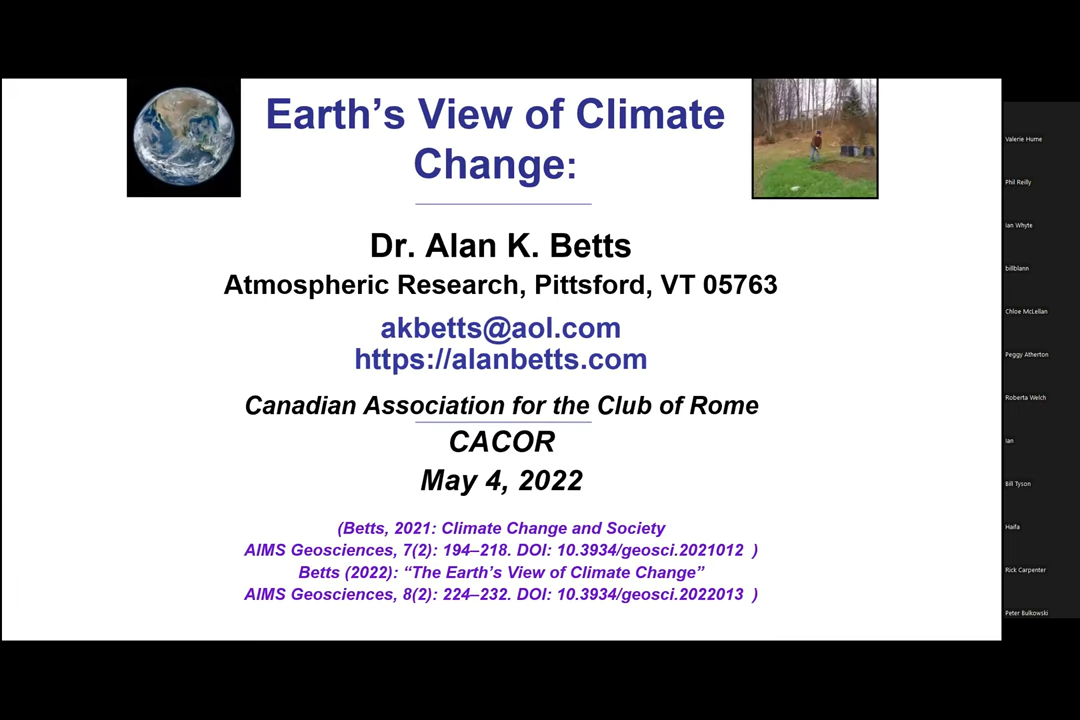 Earth’s View of Climate
Change:
Dr. Alan K. Betts
Atmospheric Research, Pittsford, VT 05763
akbetts@aol.com
https://alanbetts.com
Canadian Association for the Club of Rome
CACOR
May 4, 2022
(Betts, 2021: Climate Change and Society
AIMS Geosciences, 7(2): 194–218. DOI: 10.3934/geosci.2021012 )
Betts (2022): “The Earth’s View of Climate Change”
AIMS Geosciences, 8(2): 224–232. DOI: 10.3934/geosci.2022013 )
Valerie Hume
Phil Reilly
Ian Whyte
billblann
Chloe McLellan
Peggy Atherton
Roberta Welch
Ian
Bill Tyson
Haifa
Rick Carpenter
Peter Bulkowski